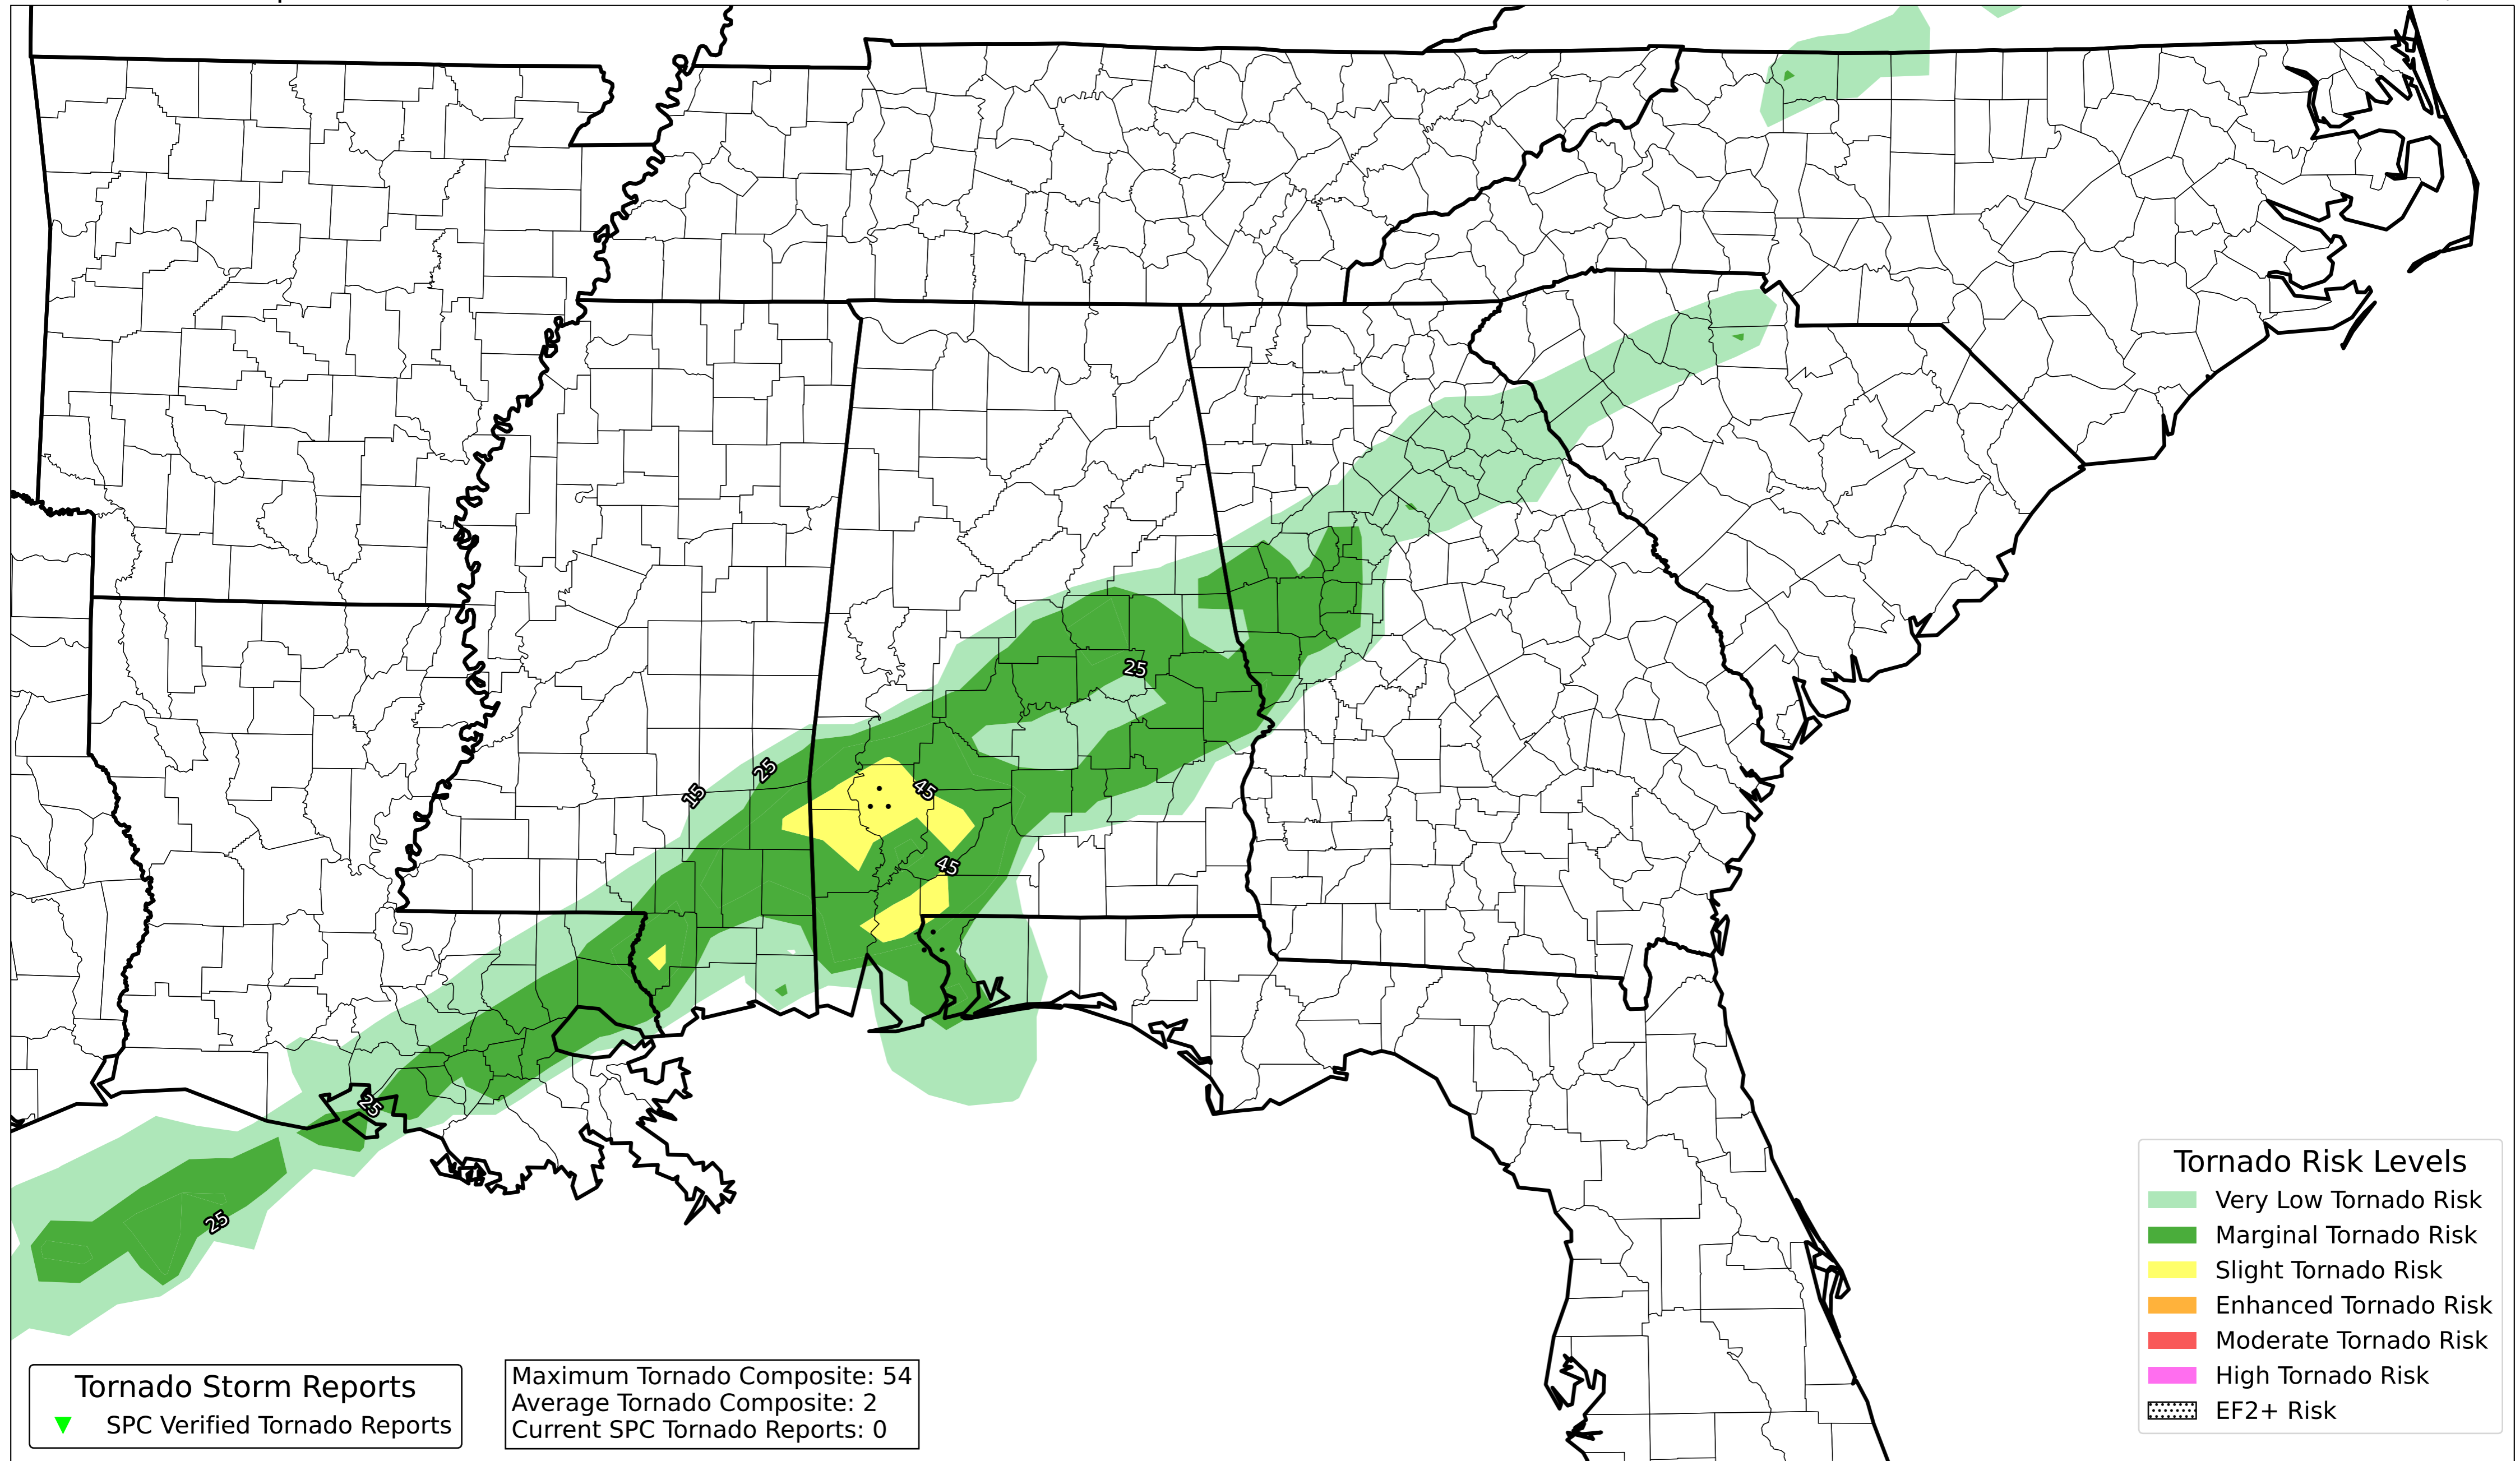 25
15
25
45
45
25
25
Tornado Risk Levels
Very Low Tornado Risk
Marginal Tornado Risk
Slight Tornado Risk
Enhanced Tornado Risk
Moderate Tornado Risk
High Tornado Risk
EF2+ Risk
Tornado Storm Reports
SPC Verified Tornado Reports
Maximum Tornado Composite: 54
Average Tornado Composite: 2
Current SPC Tornado Reports: 0